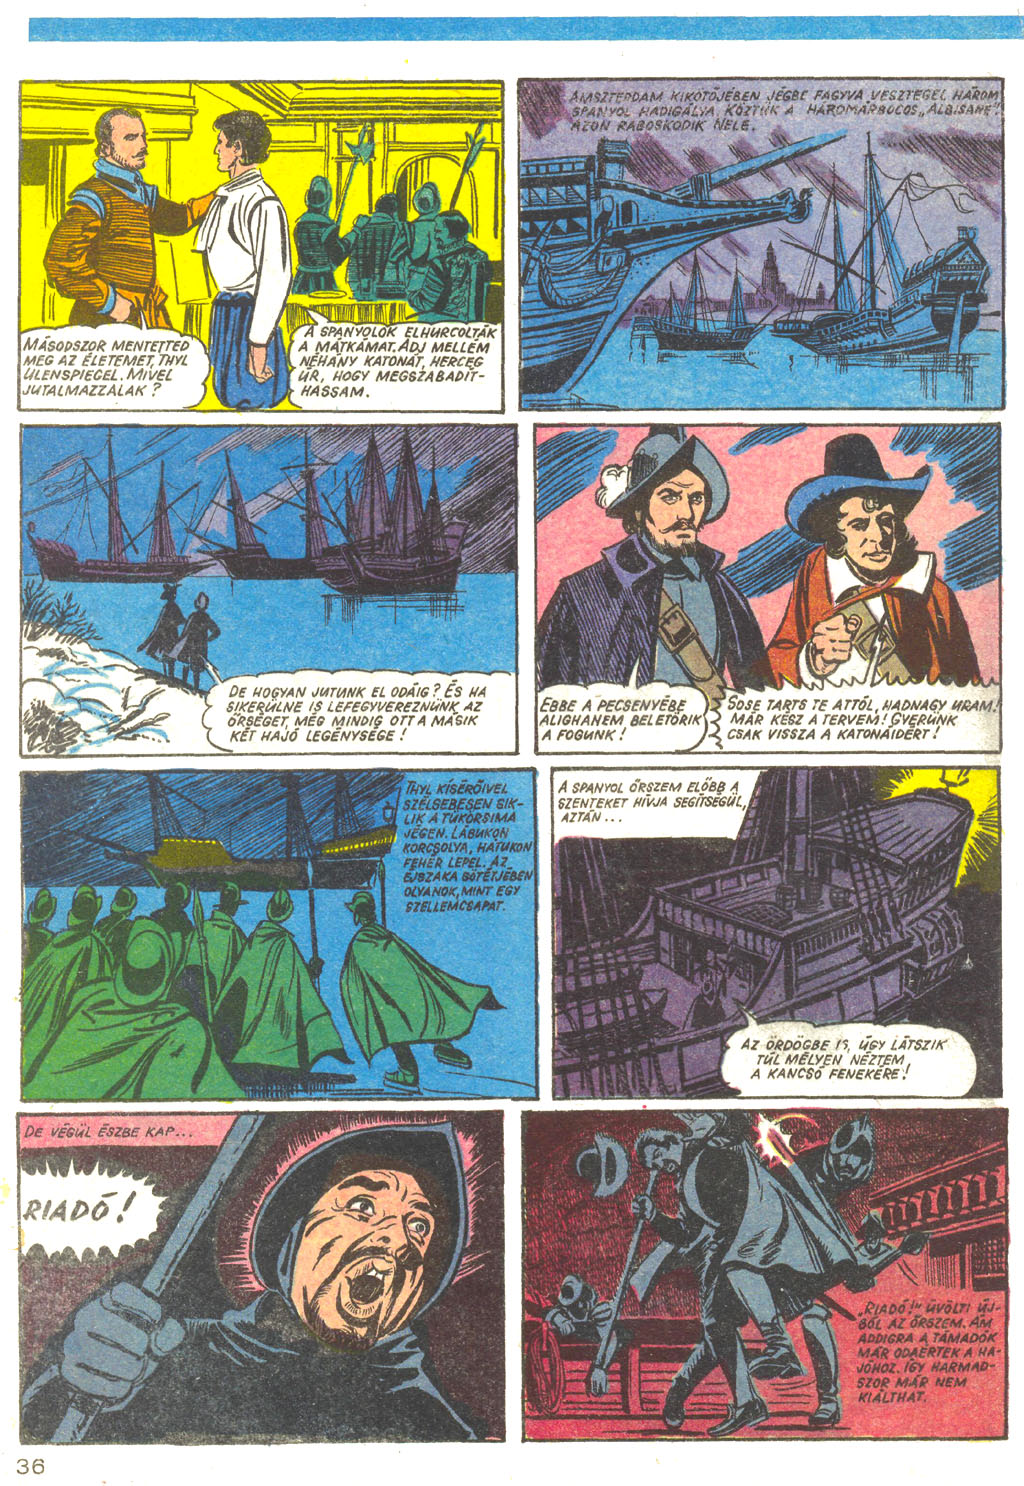 MÁSODSZOR MENTETTED
MEG AZ ÉLETEMET, THYL
ULENSPIEGEL. MIVEL
JUTALMAZZALAK?
A SPANYOLOK ELHURCOLTÁK
A MÁTKÁMAT. ADJ MELLÉM
NÉHÁNY KATONÁT, HERCEG
ÚR, HOGY MEGSZABADÍT-
HASSAM.
AMSZTERDAM KIKÖTŐJÉBEN JÉGBE FAGYVA VESZTEGEL HÁROM
SPANYOL HADIGÁLYA. KÖZTÜK A HÁROMÁRBOCOS „ALBISANE”.
AZON RABOSKODIK NELE.
DE HOGYAN JUTUNK EL ODÁIG? ÉS HA
SIKERÜLNE IS LEFEGYVEREZNÜNK AZ
ŐRSÉGET, MÉG MINDIG OTT A MÁSIK
KÉT HAJÓ LEGÉNYSÉGE!
EBBE A PECSENYÉBE
ALIGHANEM BELETÖRIK
A FOGUNK!
SOSE TARTS TE ATTÓL, HADNAGY URAM!
MÁR KÉSZ A TERVEM! GYERÜNK
CSAK VISSZA A KATONÁIDÉRT!
THYL KÍSÉRŐIVEL
SZÉLSEBESEN SIK-
LIK A TÜKÖRSIMA
JÉGEN. LÁBUKON
KORCSOLYA, HÁTUKON
FEHÉR LEPEL. AZ
ÉJSZAKA SÖTÉTJÉBEN
OLYANOK, MINT EGY
SZELLEMCSAPAT.
A SPANYOL ŐRSZEM ELŐBB A
SZENTEKET HÍVJA SEGÍTSÉGÜL,
AZTÁN...
AZ ÖRDÖGBE IS, ÚGY LÁTSZIK
TÚL MÉLYEN NÉZTEM,
A KANCSÓ FENEKÉRE!
DE VÉGÜL ÉSZBE KAP...
RIADÓ!
„RIADÓ!” ÜVÖLTI ÚJ-
BÓL AZ ŐRSZEM. ÁM
ADDIGRA A TÁMADÓK
MÁR ODAÉRTEK A HA-
JÓHOZ. ÍGY HARMAD-
SZOR MÁR NEM
KIÁLTHAT.
36